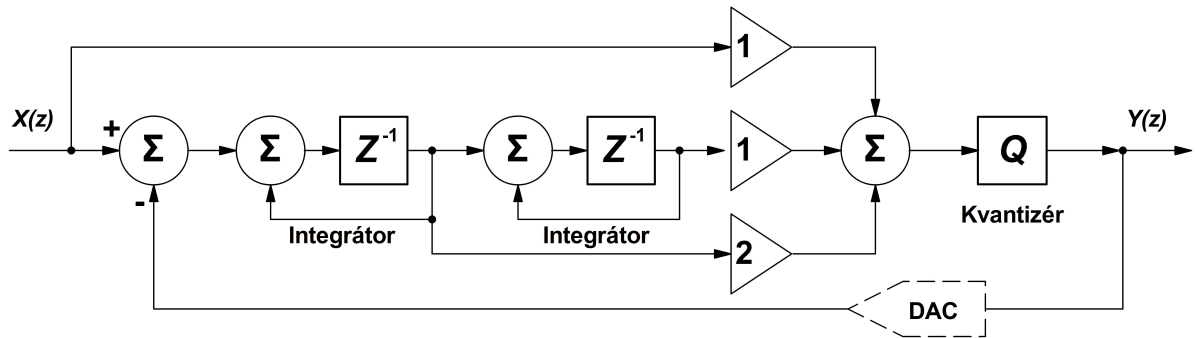 1
X(z)
+
Σ
Σ
Z⁻¹
Σ
Z⁻¹
1
Σ
Q
Y(z)
-
Integrátor
Integrátor
Kvantizér
2
DAC